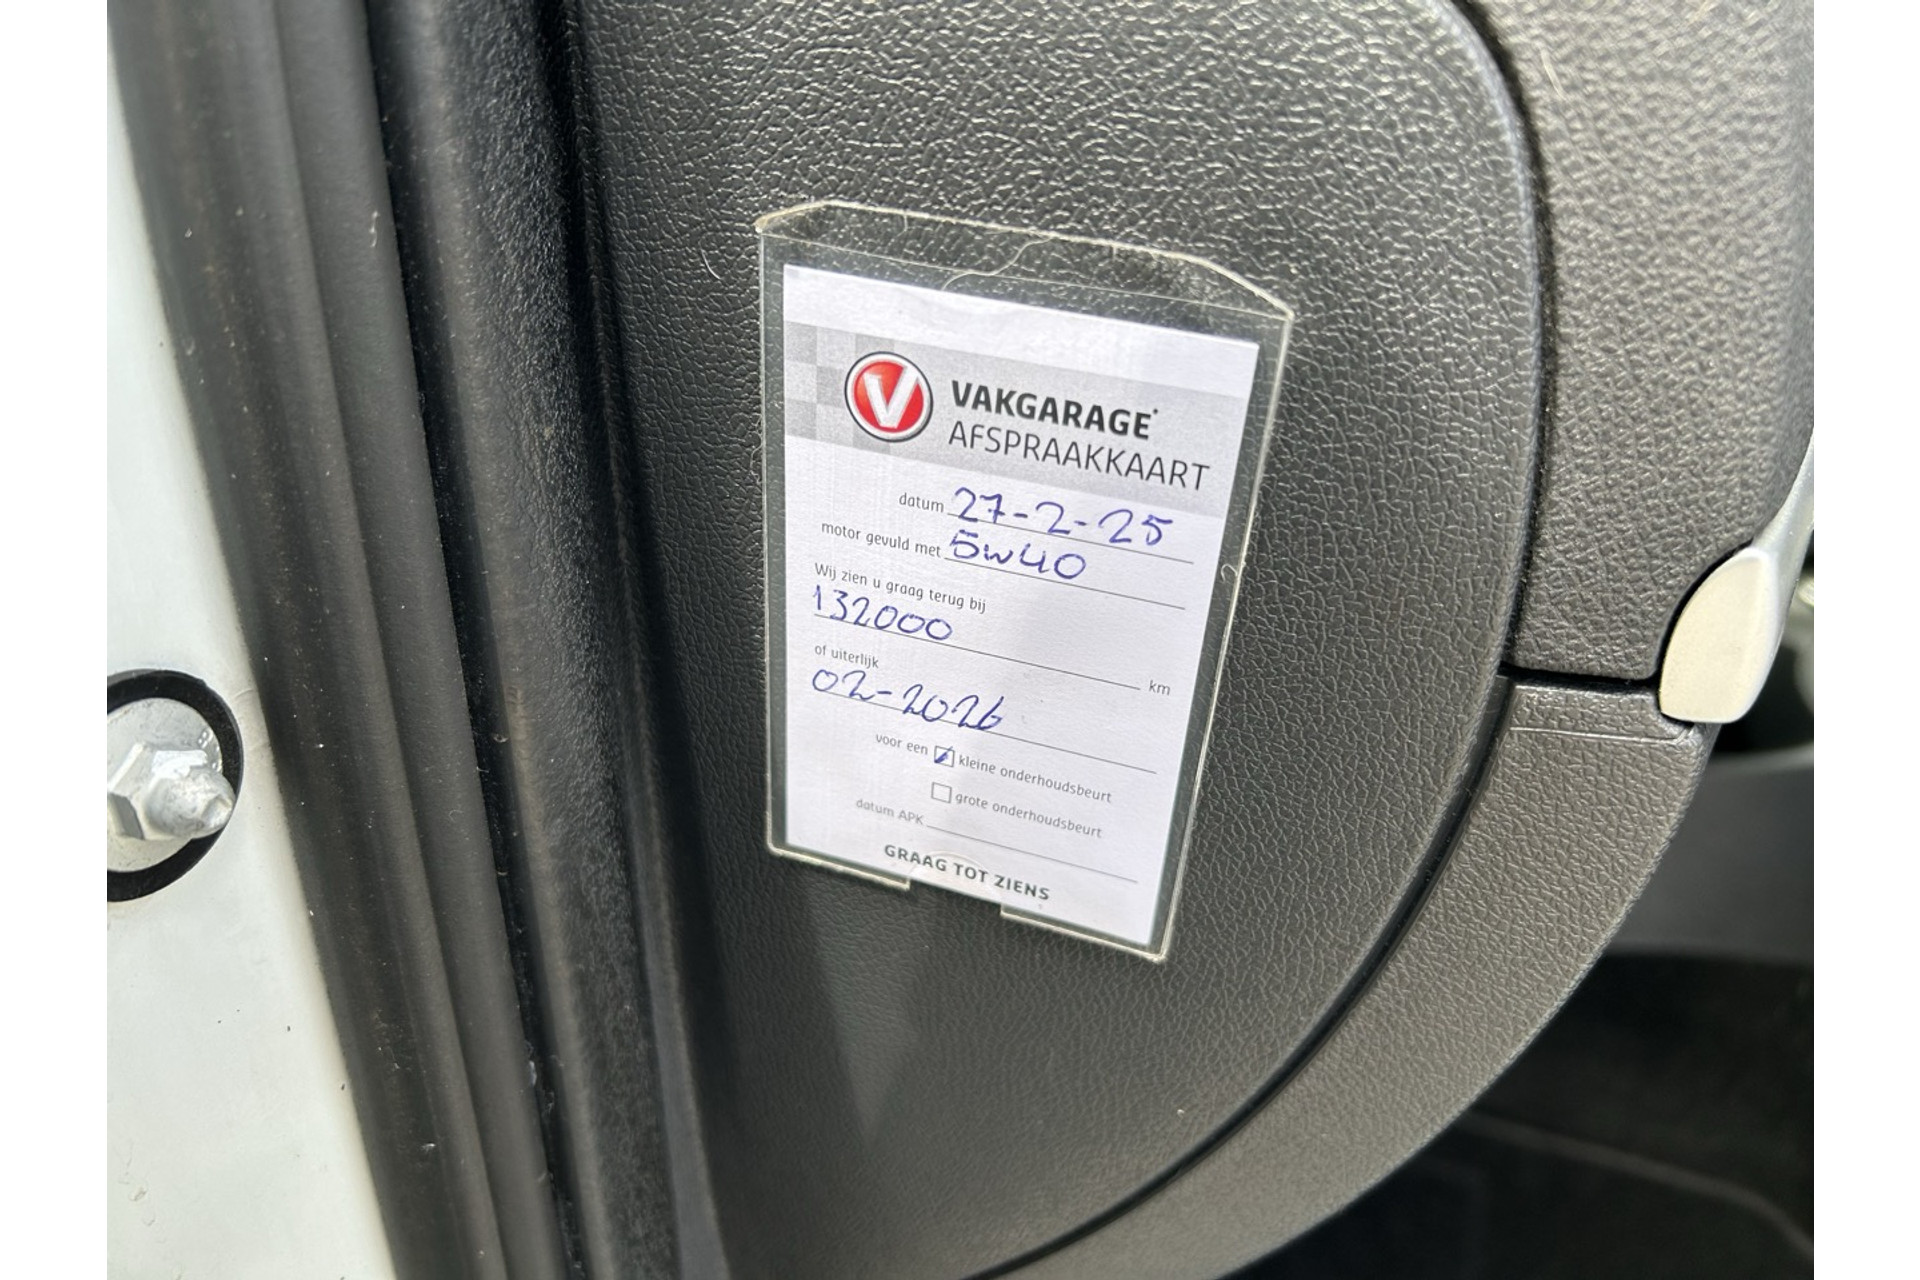 V VAKGARAGE
AFSPRAAKKAART
datum 27-2-25
motor gevuld met 5w40
Wij zien u graag terug bij
132000 km
of uiterlijk
02-2026
voor een kleine onderhoudsbeurt
grote onderhoudsbeurt
datum APK
GRAAG TOT ZIENS